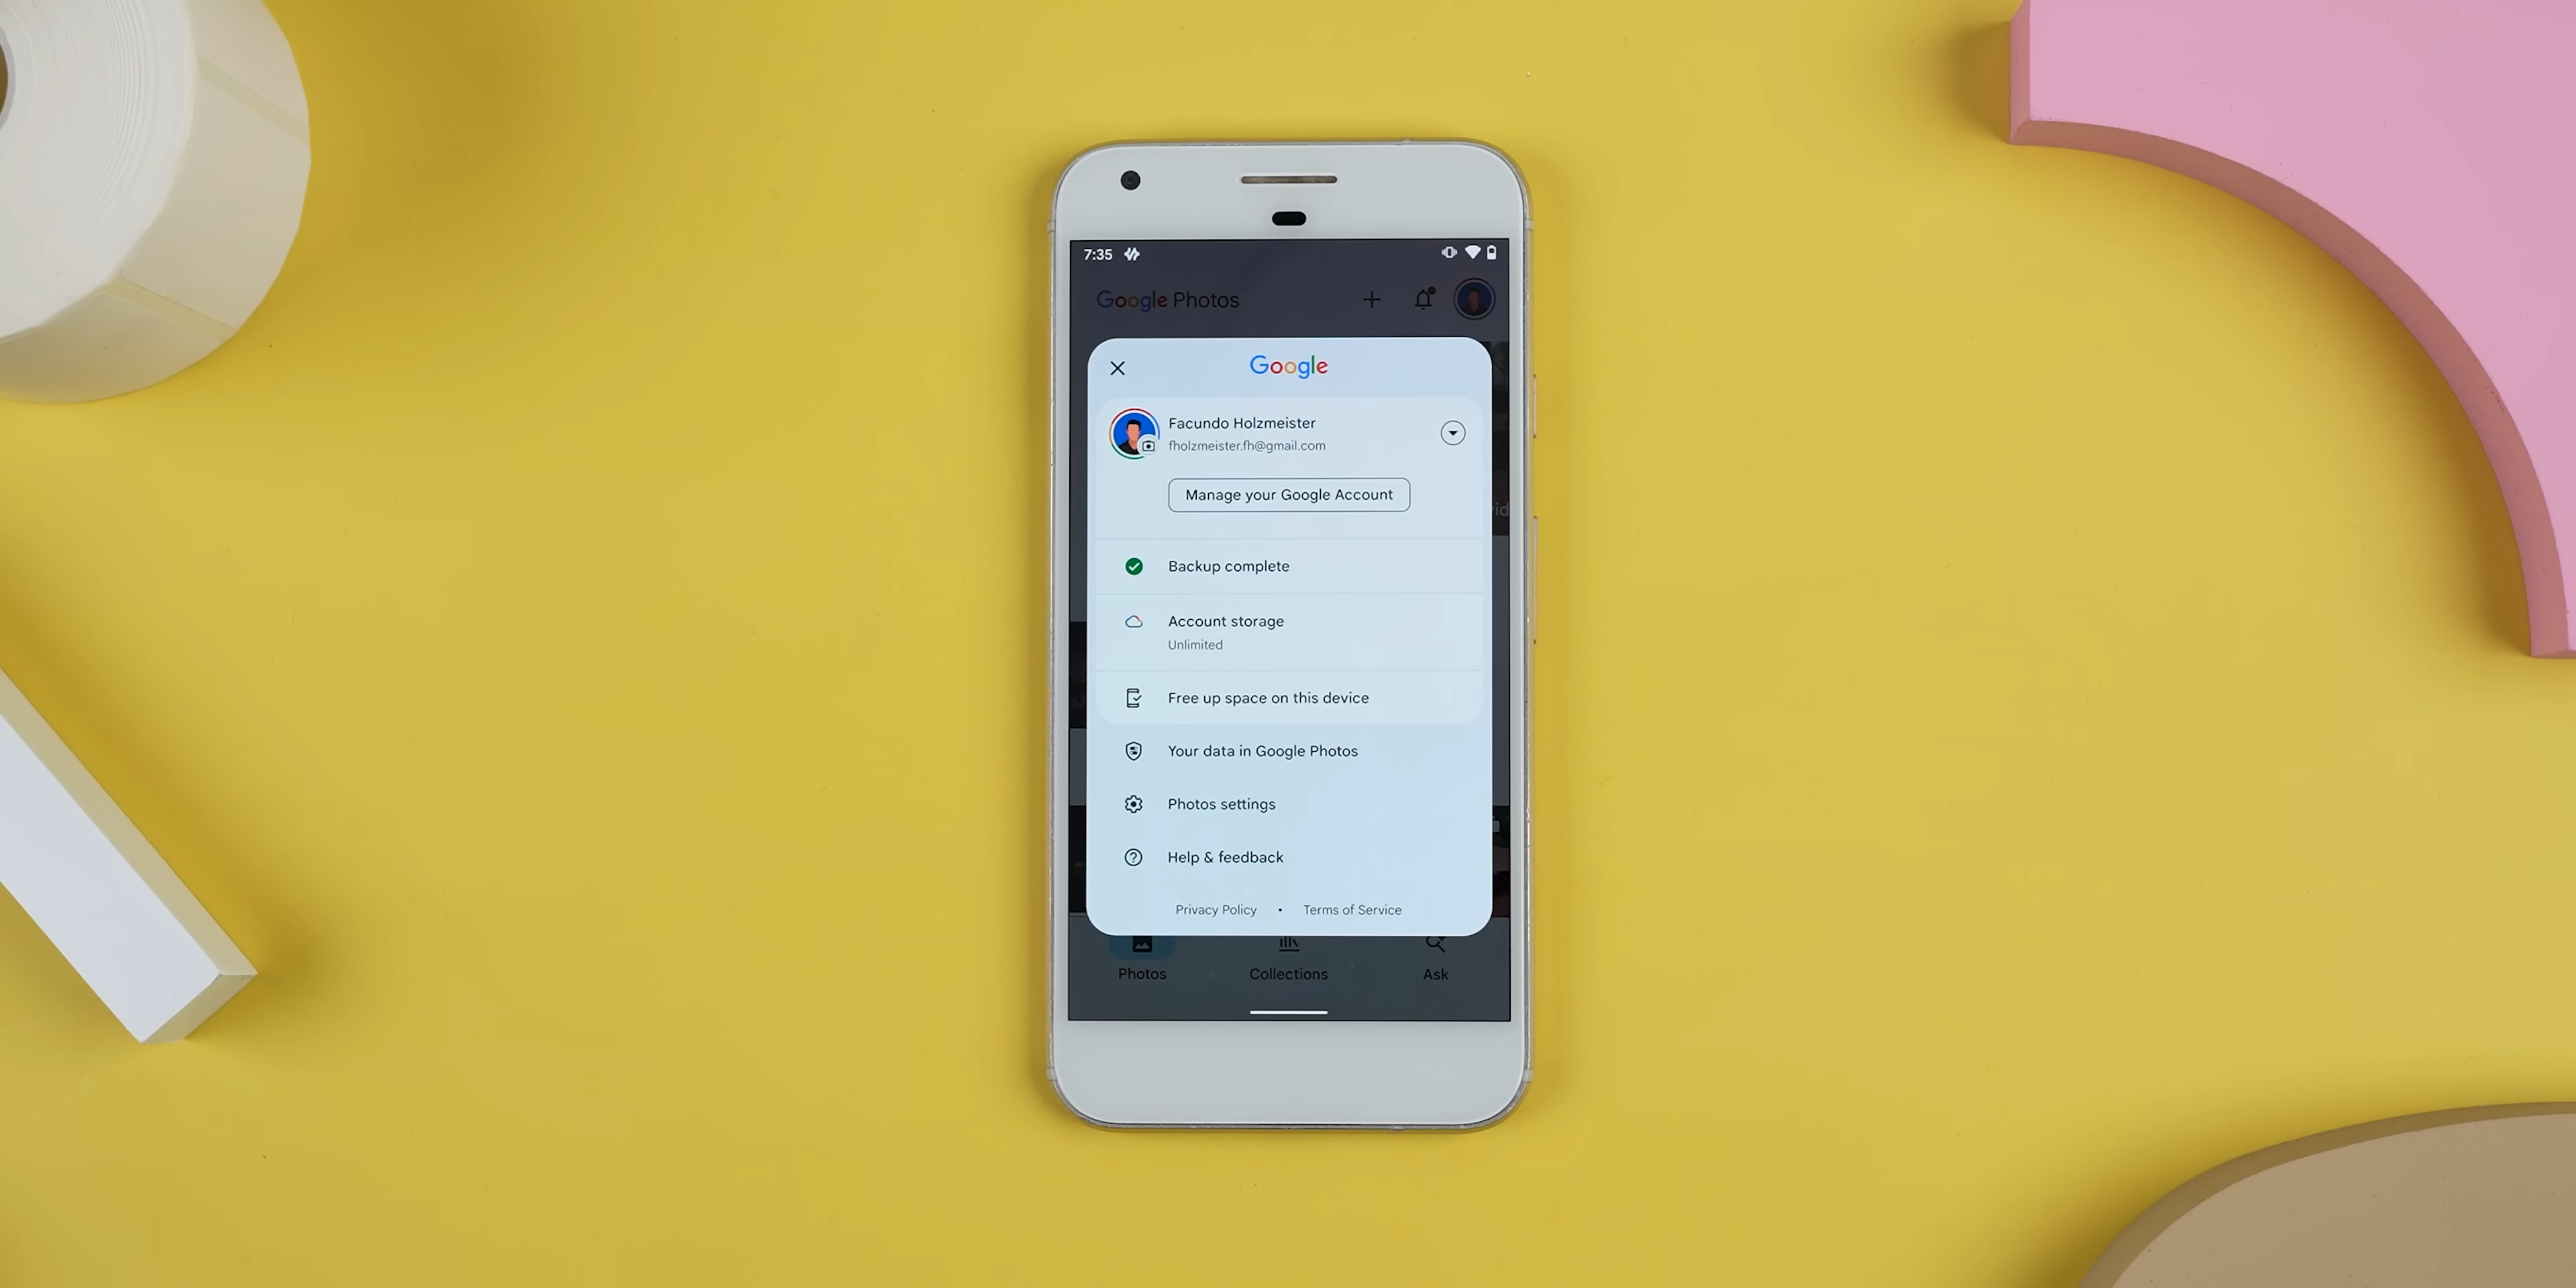 7:35
Google Photos
Google
Facundo Holzmeister
fholzmeister.fh@gmail.com
Manage your Google Account
vid
Backup complete
Account storage
Unlimited
Free up space on this device
Your data in Google Photos
Photos settings
Help & feedback
Privacy Policy • Terms of Service
Photos Collections Ask